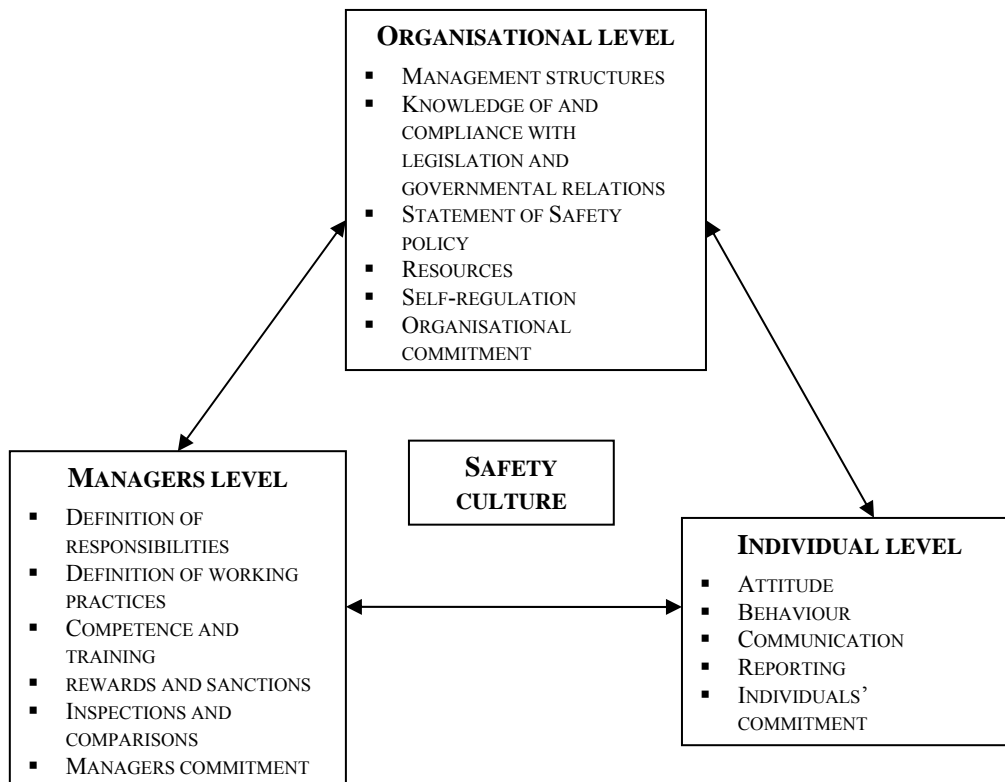 ORGANISATIONAL LEVEL
▪ MANAGEMENT STRUCTURES
▪ KNOWLEDGE OF AND
COMPLIANCE WITH
LEGISLATION AND
GOVERNMENTAL RELATIONS
▪ STATEMENT OF SAFETY
POLICY
▪ RESOURCES
▪ SELF-REGULATION
▪ ORGANISATIONAL
COMMITMENT
SAFETY
CULTURE
MANAGERS LEVEL
▪ DEFINITION OF
RESPONSIBILITIES
▪ DEFINITION OF WORKING
PRACTICES
▪ COMPETENCE AND
TRAINING
▪ REWARDS AND SANCTIONS
▪ INSPECTIONS AND
COMPARISONS
▪ MANAGERS COMMITMENT
INDIVIDUAL LEVEL
▪ ATTITUDE
▪ BEHAVIOUR
▪ COMMUNICATION
▪ REPORTING
▪ INDIVIDUALS’
COMMITMENT